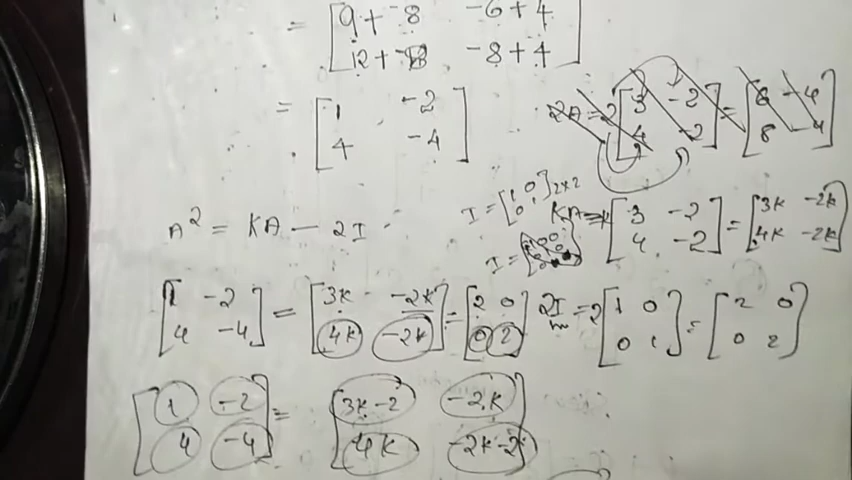 = [9+-8 -6+4
12+-8 -8+4]
= [1 -2
4 -4]
2A = 2[3 -2
4 -2] = [6 -4
8 -4]
I = [1 0
0 1]2x2
A² = KA - 2I
KA = K[3 -2
4 -2] = [3K -2K
4K -2K]
I =
[1 -2
4 -4] = [3K -2K
4K -2K] - [2 0
0 2]
2I = 2[1 0
0 1] = [2 0
0 2]
[1 -2
4 -4] = [3K-2 -2K
4K -2K-2]